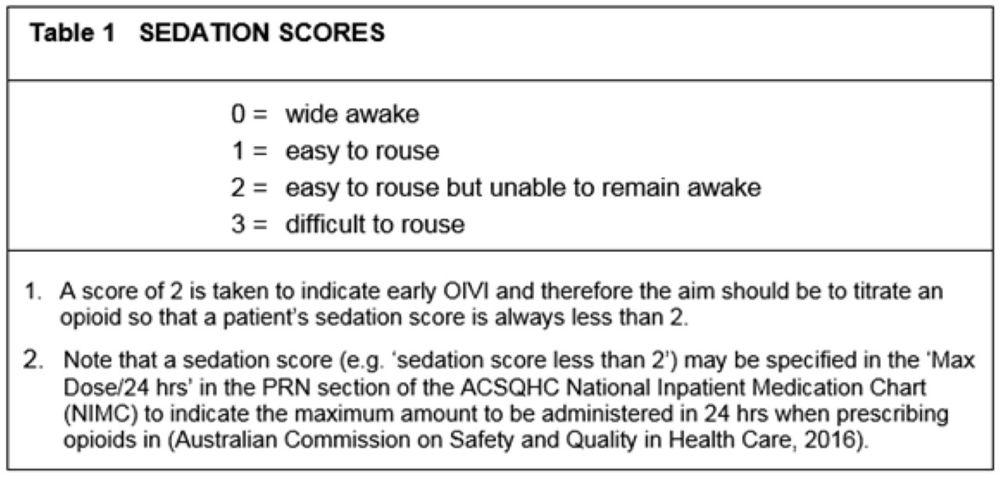 Table 1 SEDATION SCORES
0 = wide awake
1 = easy to rouse
2 = easy to rouse but unable to remain awake
3 = difficult to rouse
1. A score of 2 is taken to indicate early OIVI and therefore the aim should be to titrate an
opioid so that a patient's sedation score is always less than 2.
2. Note that a sedation score (e.g. 'sedation score less than 2') may be specified in the 'Max
Dose/24 hrs' in the PRN section of the ACSQHC National Inpatient Medication Chart
(NIMC) to indicate the maximum amount to be administered in 24 hrs when prescribing
opioids in (Australian Commission on Safety and Quality in Health Care, 2016).